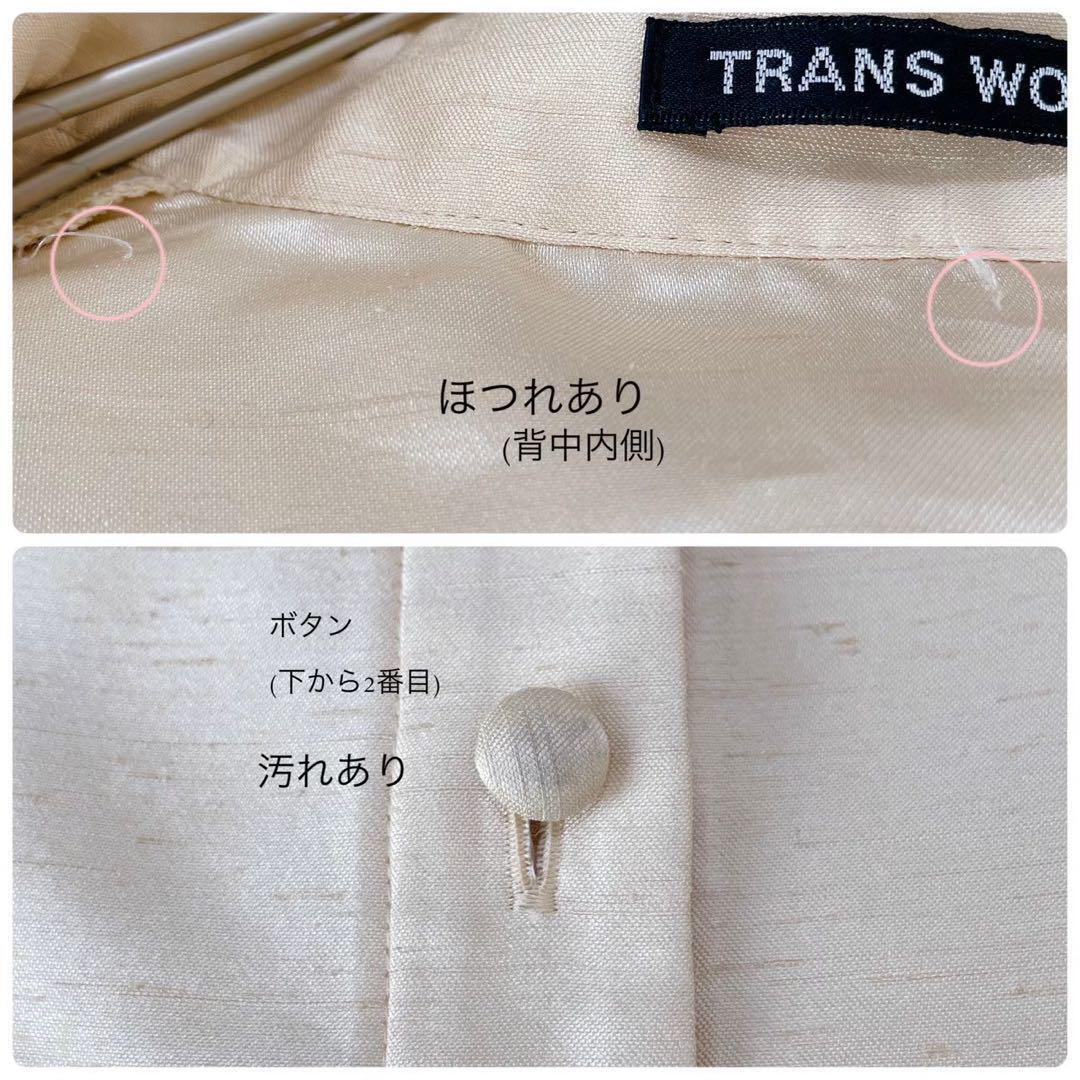 TRANS WO
ほつれあり
(背中内側)
ボタン
(下から2番目)
汚れあり